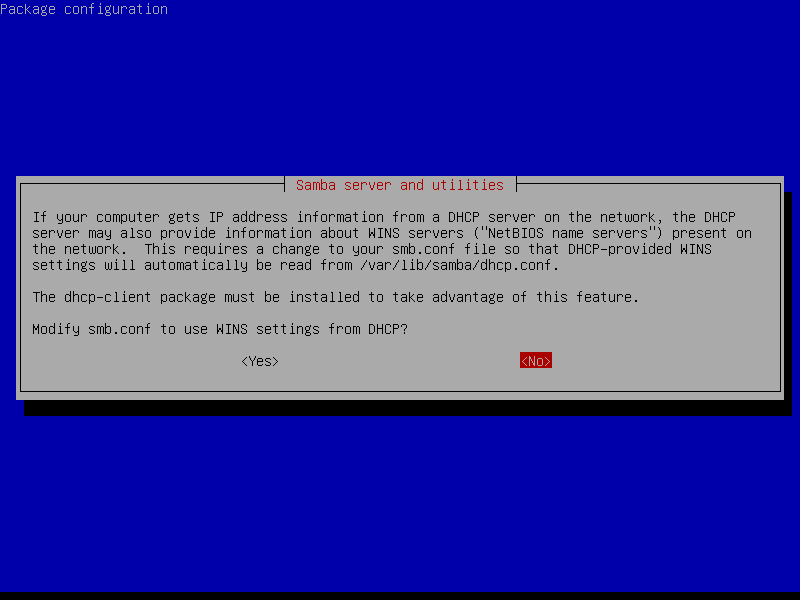 Package configuration
Samba server and utilities
If your computer gets IP address information from a DHCP server on the network, the DHCP
server may also provide information about WINS servers ("NetBIOS name servers") present on
the network.  This requires a change to your smb.conf file so that DHCP-provided WINS
settings will automatically be read from /var/lib/samba/dhcp.conf.
The dhcp-client package must be installed to take advantage of this feature.
Modify smb.conf to use WINS settings from DHCP?
<Yes> <No>